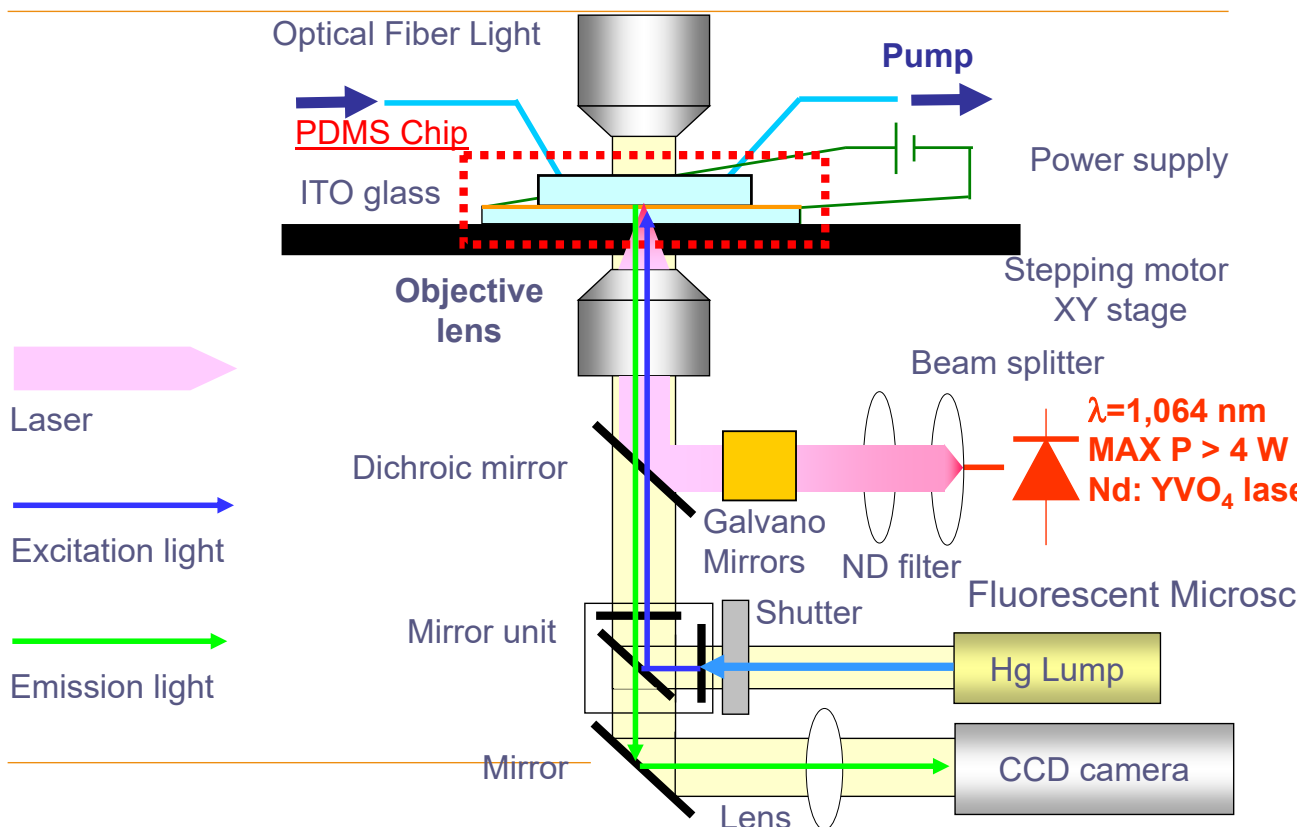 Optical Fiber Light
Pump
PDMS Chip
Power supply
ITO glass
Objective
lens
Stepping motor
XY stage
Laser
Beam splitter
λ=1,064 nm
MAX P > 4 W
Nd: YVO4 lase
Dichroic mirror
Galvano
Mirrors
ND filter
Excitation light
Fluorescent Microsc
Shutter
Mirror unit
Hg Lump
Emission light
Mirror
CCD camera
Lens